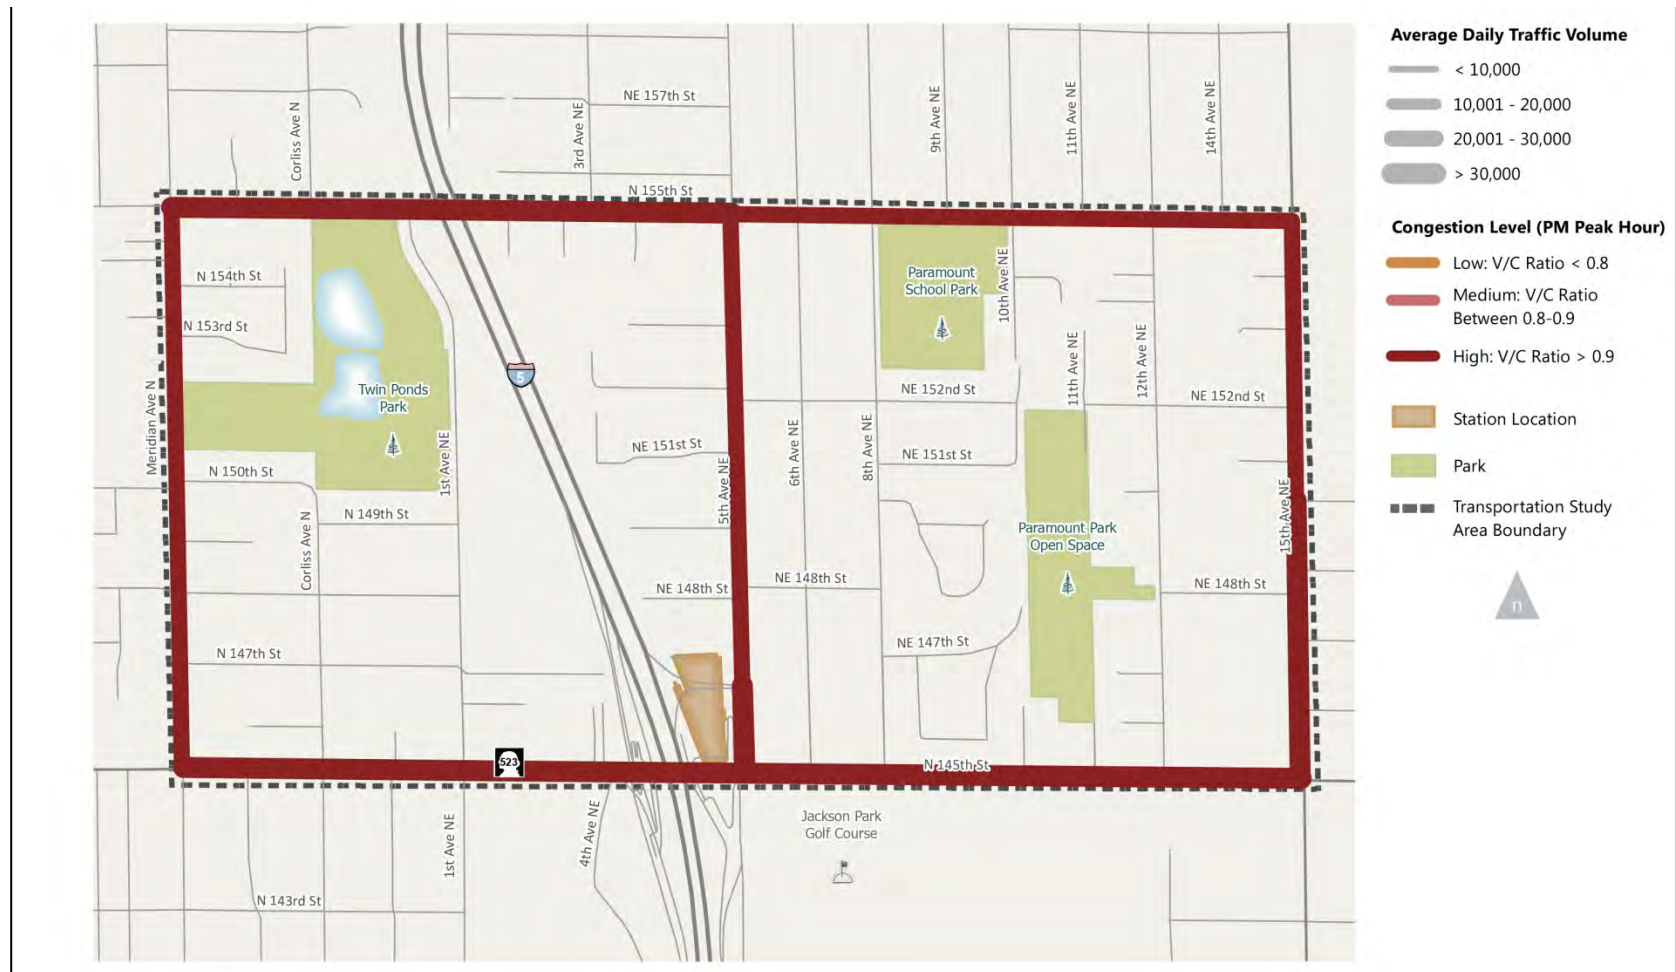 Average Daily Traffic Volume
< 10,000
10,001 - 20,000
20,001 - 30,000
> 30,000
Congestion Level (PM Peak Hour)
Low: V/C Ratio < 0.8
Medium: V/C Ratio
Between 0.8-0.9
High: V/C Ratio > 0.9
Station Location
Park
Transportation Study
Area Boundary
n
NE 157th St
Corliss Ave N
3rd Ave NE
9th Ave NE
11th Ave NE
14th Ave NE
N 155th St
N 154th St
N 153rd St
Paramount
School Park
10th Ave NE
5
Meridian Ave N
Twin Ponds
Park
11th Ave NE
12th Ave NE
NE 152nd St
NE 152nd St
N 150th St
1st Ave NE
NE 151st St
5th Ave NE
6th Ave NE
8th Ave NE
NE 151st St
15th Ave NE
N 149th St
Corliss Ave N
Paramount Park
Open Space
NE 148th St
NE 148th St
NE 148th St
N 147th St
NE 147th St
523
N 145th St
1st Ave NE
4th Ave NE
Jackson Park
Golf Course
N 143rd St